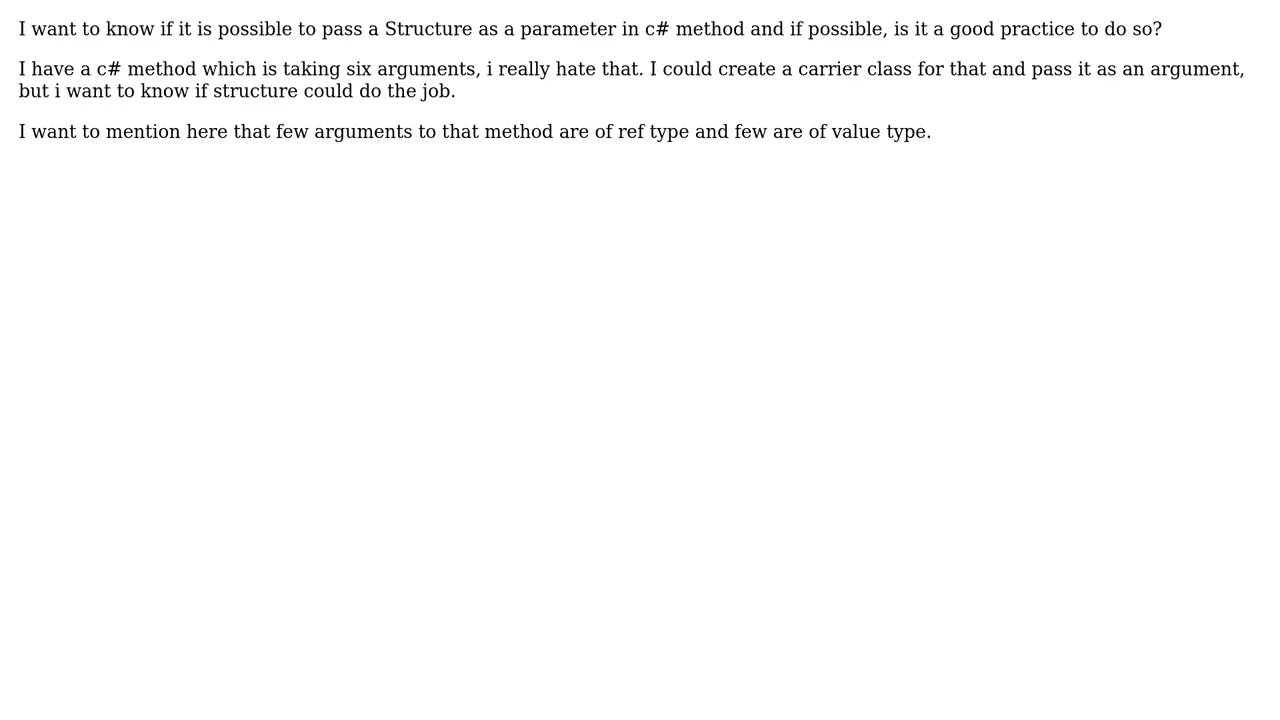 I want to know if it is possible to pass a Structure as a parameter in c# method and if possible, is it a good practice to do so?
I have a c# method which is taking six arguments, i really hate that. I could create a carrier class for that and pass it as an argument,
but i want to know if structure could do the job.
I want to mention here that few arguments to that method are of ref type and few are of value type.